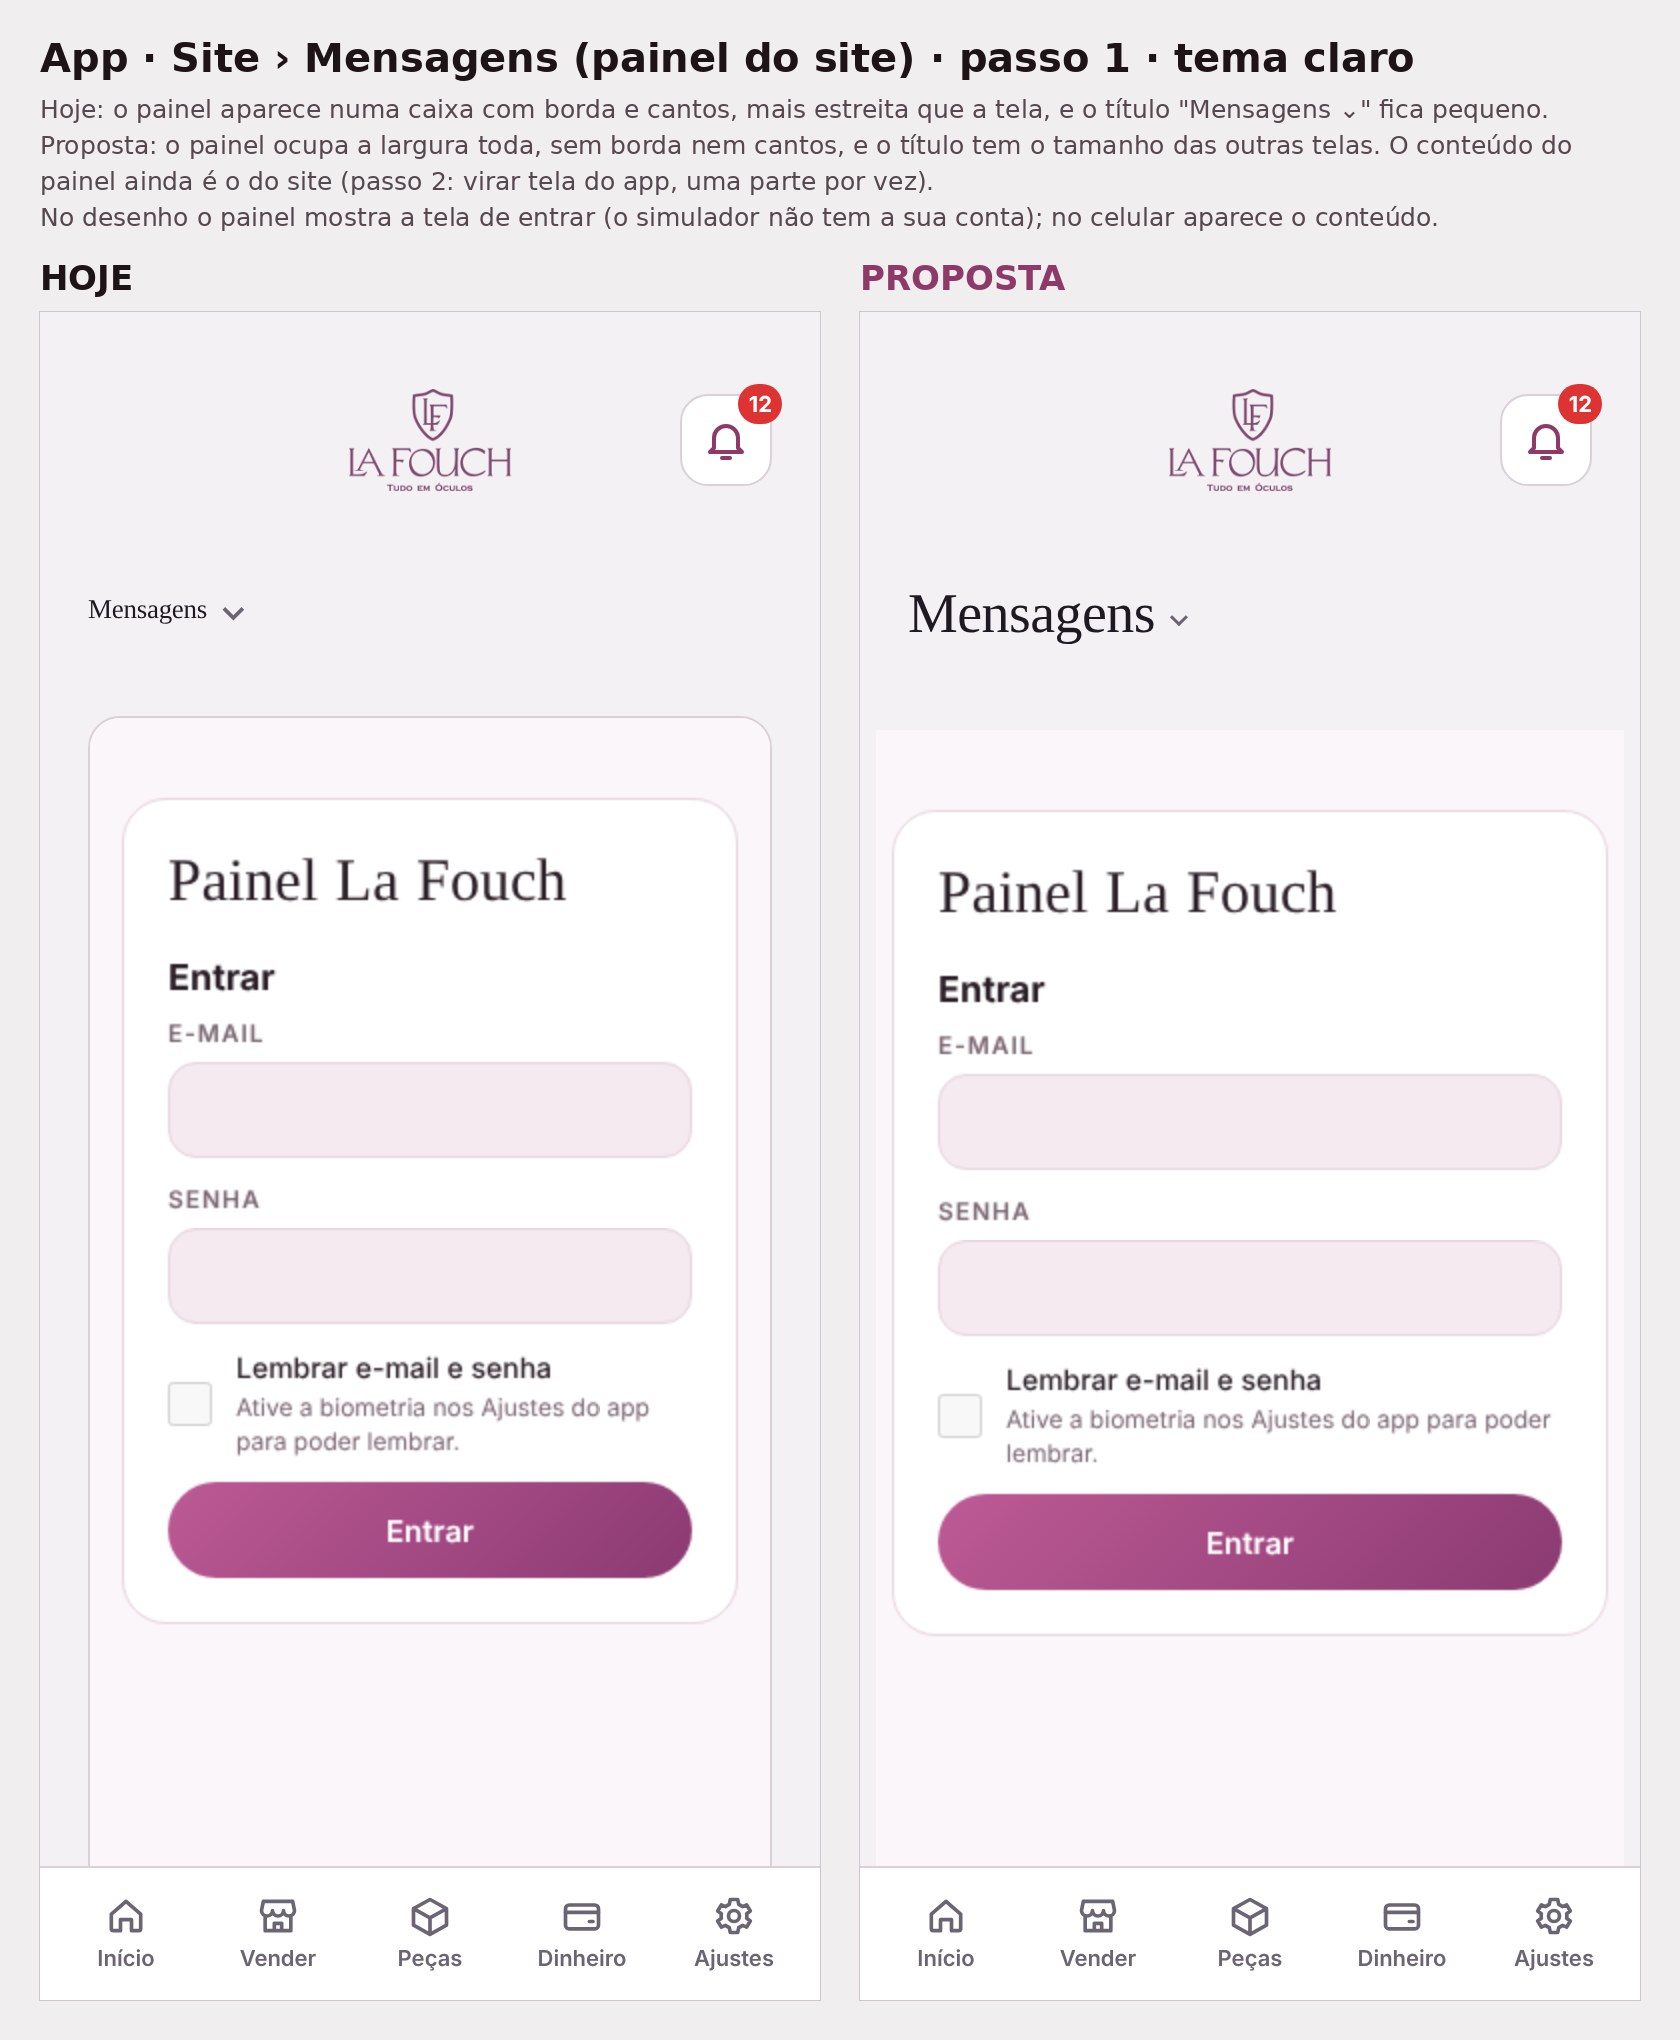 App · Site › Mensagens (painel do site) · passo 1 · tema claro
Hoje: o painel aparece numa caixa com borda e cantos, mais estreita que a tela, e o título "Mensagens ⌄" fica pequeno.
Proposta: o painel ocupa a largura toda, sem borda nem cantos, e o título tem o tamanho das outras telas. O conteúdo do
painel ainda é o do site (passo 2: virar tela do app, uma parte por vez).
No desenho o painel mostra a tela de entrar (o simulador não tem a sua conta); no celular aparece o conteúdo.
HOJE
LF
LA FOUCH
Tudo em Óculos
12
Mensagens
Painel La Fouch
Entrar
E-MAIL
SENHA
Lembrar e-mail e senha
Ative a biometria nos Ajustes do app
para poder lembrar.
Entrar
Início Vender Peças Dinheiro Ajustes
PROPOSTA
LF
LA FOUCH
Tudo em Óculos
12
Mensagens
Painel La Fouch
Entrar
E-MAIL
SENHA
Lembrar e-mail e senha
Ative a biometria nos Ajustes do app para poder
lembrar.
Entrar
Início Vender Peças Dinheiro Ajustes